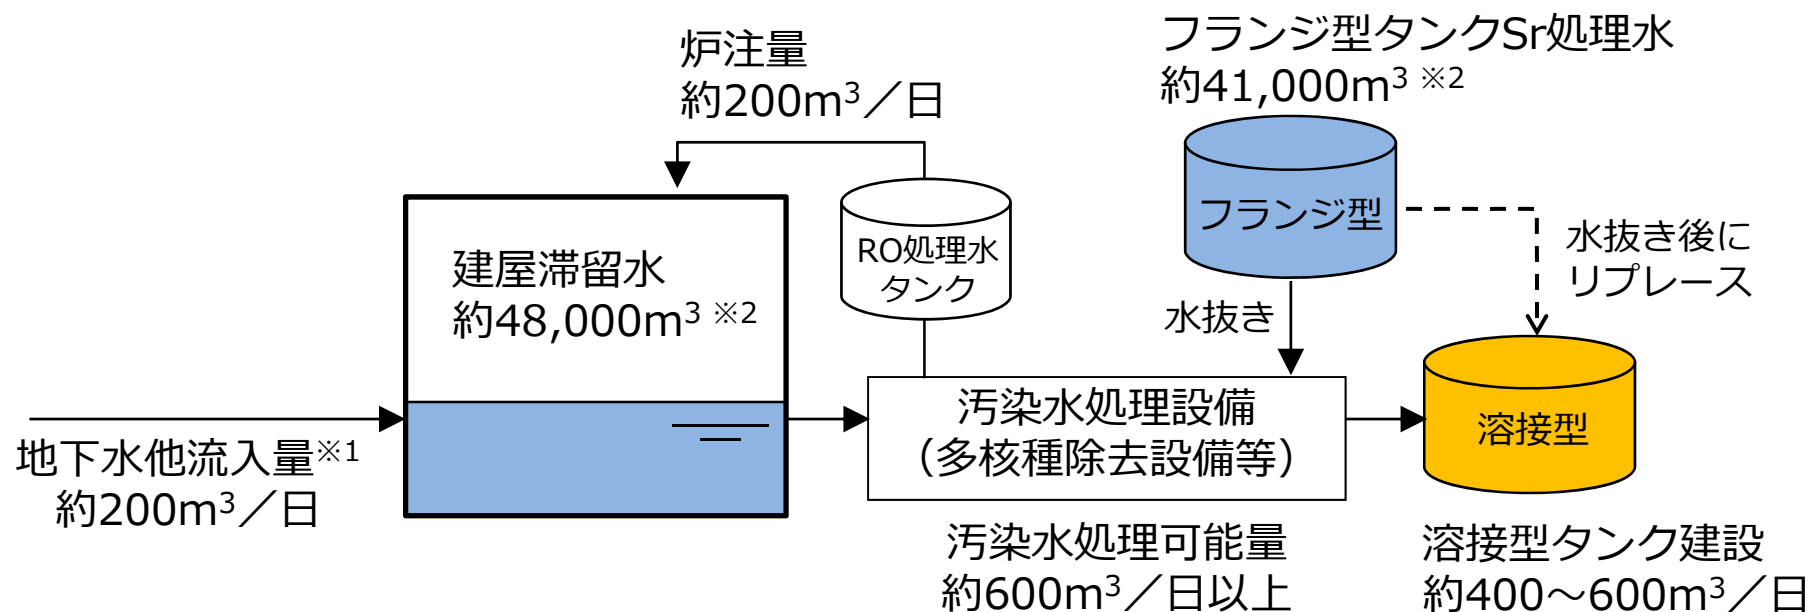 炉注量
約200m³／日
フランジ型タンクSr処理水
約41,000m³ ※2
フランジ型
RO処理水
タンク
水抜き後に
リプレース
建屋滞留水
約48,000m³ ※2
水抜き
汚染水処理設備
（多核種除去設備等）
溶接型
地下水他流入量※1
約200m³／日
汚染水処理可能量
約600m³／日以上
溶接型タンク建設
約400～600m³／日